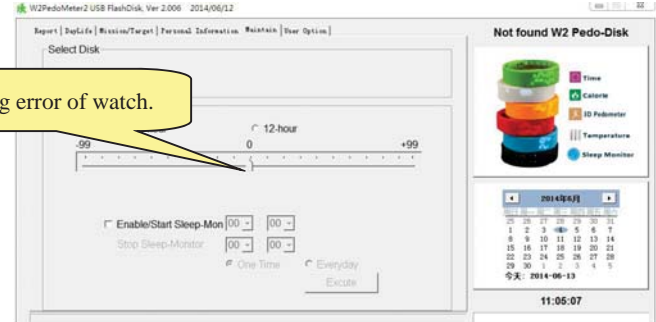 W2PedoMeter2 USB FlashDisk, Ver 2.006 2014/06/12
Report DayLife Mission/Target Personal Information Maintain User Option
Not found W2 Pedo-Disk
Select Disk
Time
Calorie
3D Pedometer
Temperature
Sleep Monitor
g error of watch.
12-hour
-99 0 +99
2014年6月
25 26 27 28 29 30 31
1 2 3 4 5 6 7
8 9 10 11 12 13 14
15 16 17 18 19 20 21
22 23 24 25 26 27 28
29 30 1 2 3 4 5
今天: 2014-06-13
Enable/Start Sleep-Mon 00 00
Stop Sleep-Monitor 00 00
One Time Everyday
Excute
11:05:07